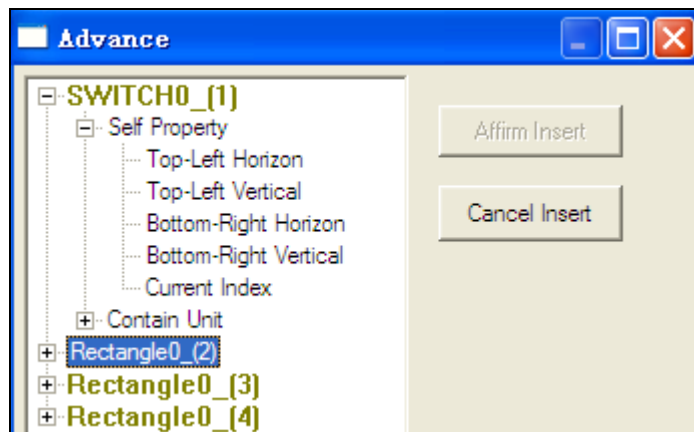 Advance
SWITCH0_(1)
Self Property
Top-Left Horizon
Top-Left Vertical
Bottom-Right Horizon
Bottom-Right Vertical
Current Index
Contain Unit
Rectangle0_(2)
Rectangle0_(3)
Rectangle0_(4)
Affirm Insert
Cancel Insert